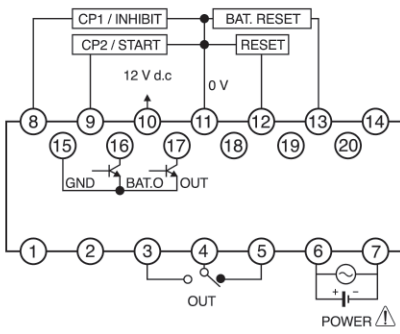 CP1 / INHIBIT BAT. RESET
CP2 / START RESET
12 V d.c 0 V
8 9 10 11 12 13 14
15 16 17 18 19 20
GND BAT.O OUT
1 2 3 4 5 6 7
+ −
OUT
POWER